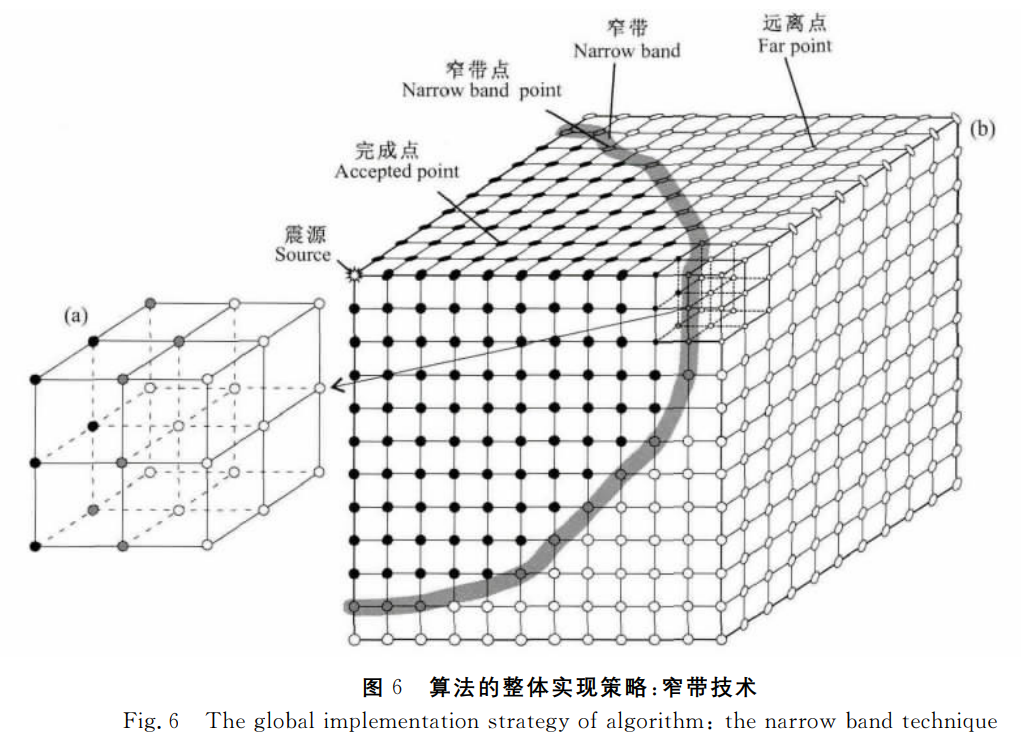 窄带
Narrow band
远离点
Far point
窄带点
Narrow band point
(b)
完成点
Accepted point
震源
Source
(a)
图 6 算法的整体实现策略:窄带技术
Fig. 6 The global implementation strategy of algorithm: the narrow band technique